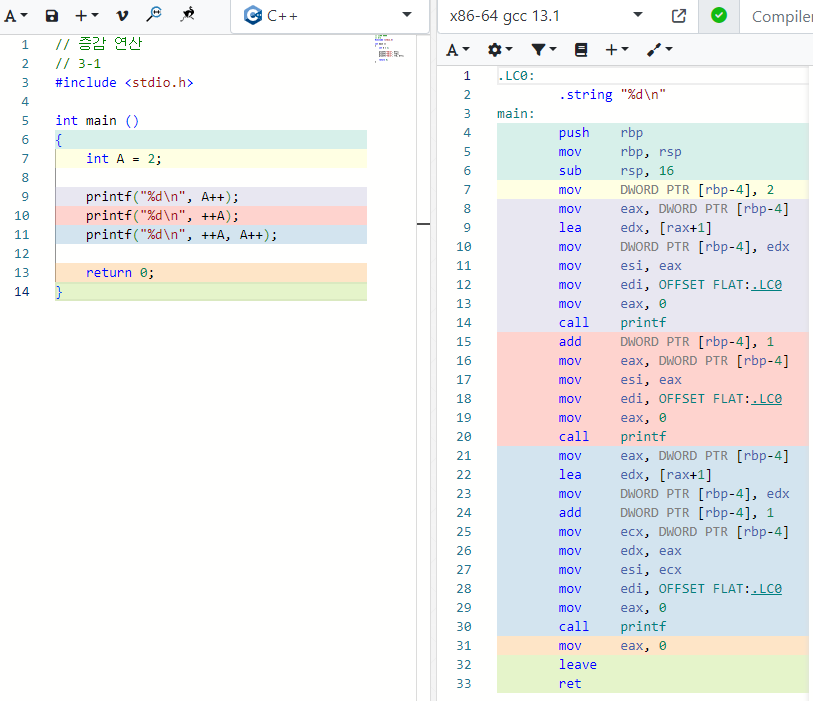 A
C++
1 // 증감 연산
2 // 3-1
3 #include <stdio.h>
4
5 int main ()
6 {
7     int A = 2;
8
9     printf("%d\n", A++);
10     printf("%d\n", ++A);
11     printf("%d\n", ++A, A++);
12
13     return 0;
14 }
x86-64 gcc 13.1
Compiler
A
1 .LC0:
2         .string "%d\n"
3 main:
4         push    rbp
5         mov     rbp, rsp
6         sub     rsp, 16
7         mov     DWORD PTR [rbp-4], 2
8         mov     eax, DWORD PTR [rbp-4]
9         lea     edx, [rax+1]
10         mov     DWORD PTR [rbp-4], edx
11         mov     esi, eax
12         mov     edi, OFFSET FLAT:.LC0
13         mov     eax, 0
14         call    printf
15         add     DWORD PTR [rbp-4], 1
16         mov     eax, DWORD PTR [rbp-4]
17         mov     esi, eax
18         mov     edi, OFFSET FLAT:.LC0
19         mov     eax, 0
20         call    printf
21         mov     eax, DWORD PTR [rbp-4]
22         lea     edx, [rax+1]
23         mov     DWORD PTR [rbp-4], edx
24         add     DWORD PTR [rbp-4], 1
25         mov     ecx, DWORD PTR [rbp-4]
26         mov     edx, eax
27         mov     esi, ecx
28         mov     edi, OFFSET FLAT:.LC0
29         mov     eax, 0
30         call    printf
31         mov     eax, 0
32         leave
33         ret